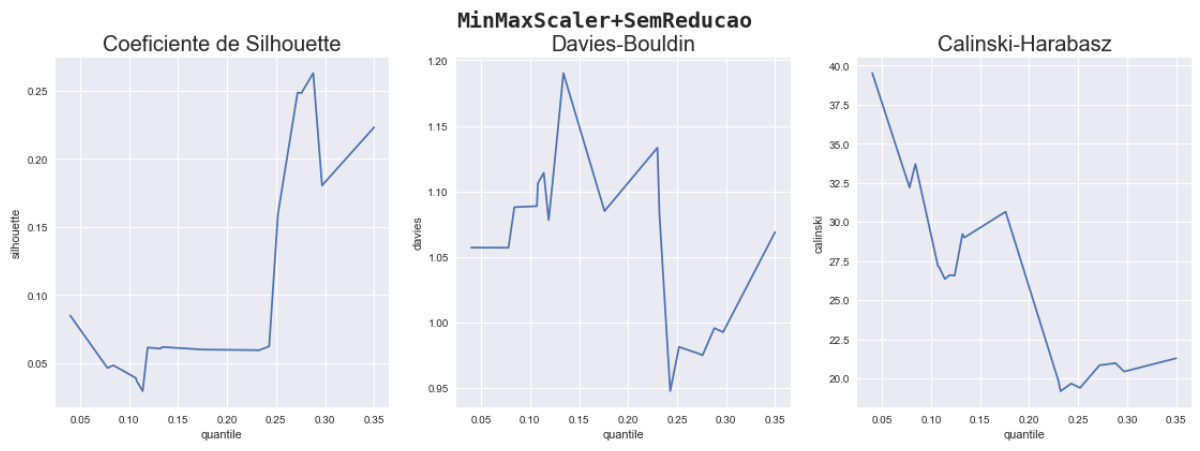 MinMaxScaler+SemReducao
Coeficiente de Silhouette
silhouette
0.25
0.20
0.15
0.10
0.05
0.05 0.10 0.15 0.20 0.25 0.30 0.35
quantile
Davies-Bouldin
davies
1.20
1.15
1.10
1.05
1.00
0.95
0.05 0.10 0.15 0.20 0.25 0.30 0.35
quantile
Calinski-Harabasz
calinski
40.0
37.5
35.0
32.5
30.0
27.5
25.0
22.5
20.0
0.05 0.10 0.15 0.20 0.25 0.30 0.35
quantile